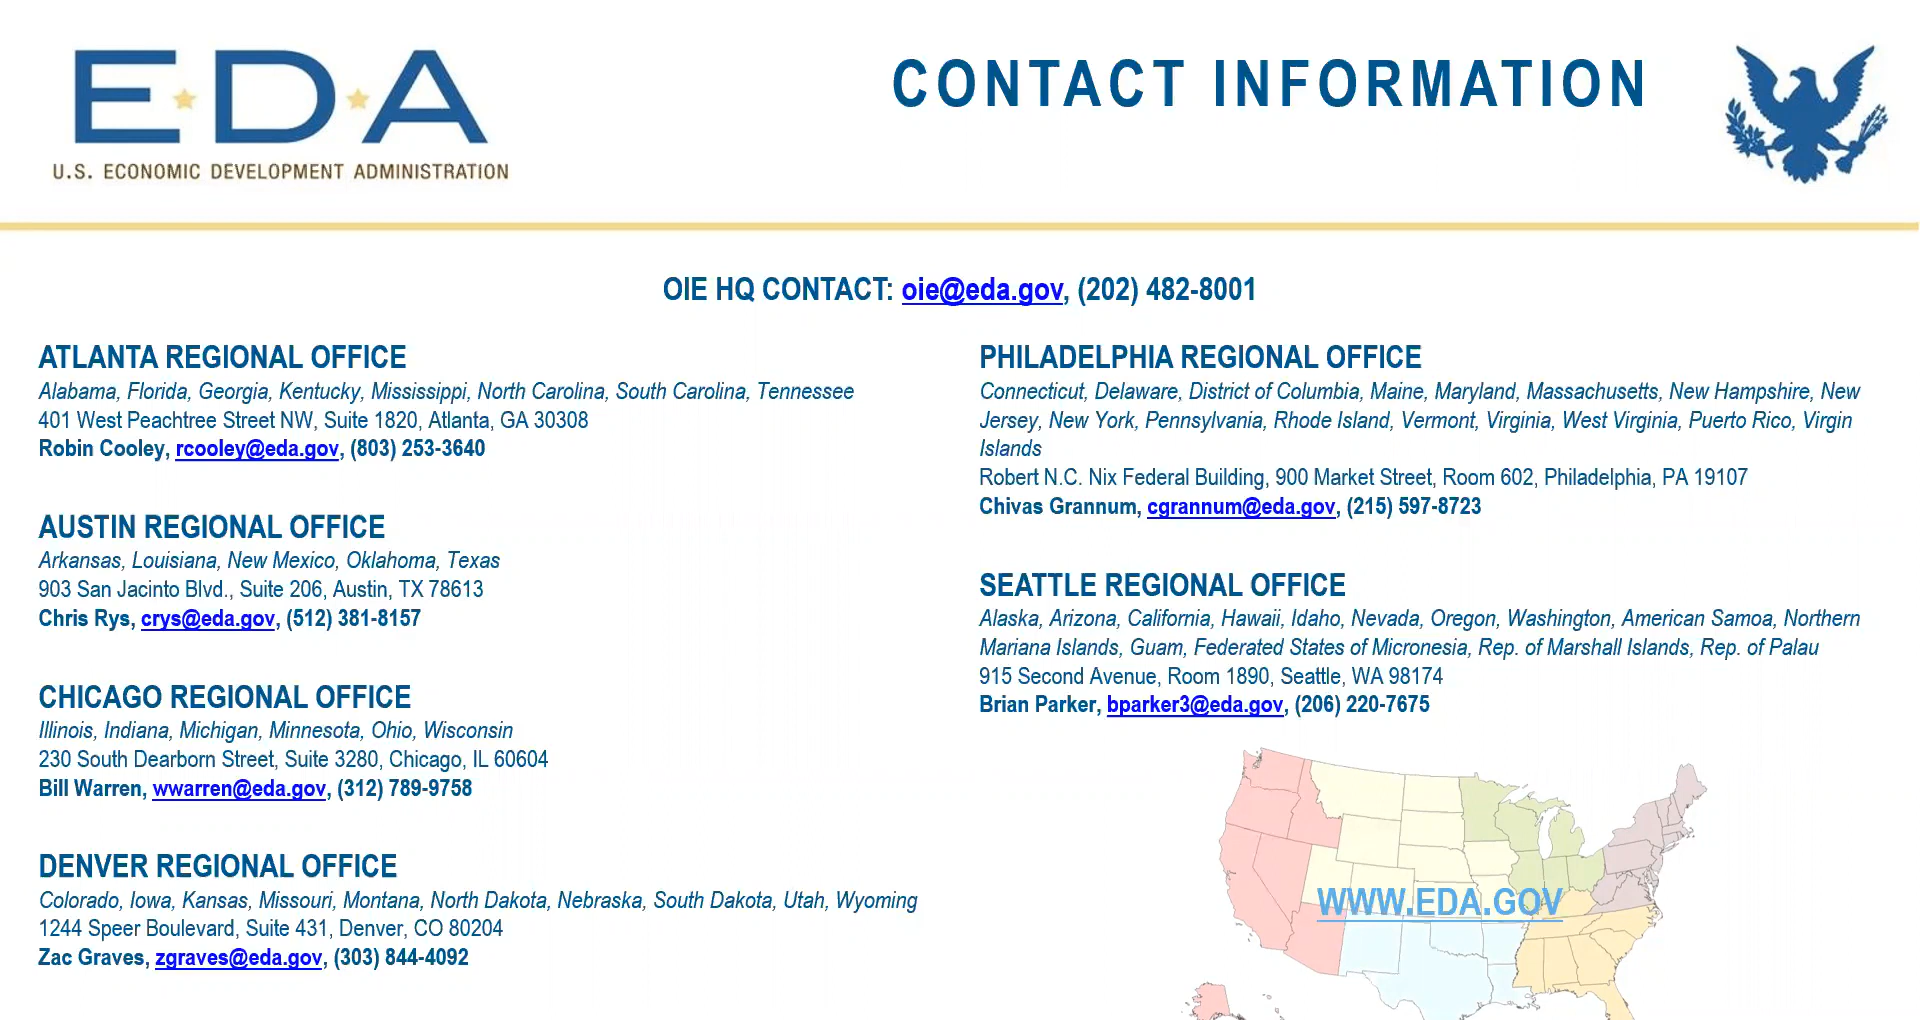 E★D★A
U.S. ECONOMIC DEVELOPMENT ADMINISTRATION
CONTACT INFORMATION
OIE HQ CONTACT: oie@eda.gov, (202) 482-8001
ATLANTA REGIONAL OFFICE
Alabama, Florida, Georgia, Kentucky, Mississippi, North Carolina, South Carolina, Tennessee
401 West Peachtree Street NW, Suite 1820, Atlanta, GA 30308
Robin Cooley, rcooley@eda.gov, (803) 253-3640
AUSTIN REGIONAL OFFICE
Arkansas, Louisiana, New Mexico, Oklahoma, Texas
903 San Jacinto Blvd., Suite 206, Austin, TX 78613
Chris Rys, crys@eda.gov, (512) 381-8157
CHICAGO REGIONAL OFFICE
Illinois, Indiana, Michigan, Minnesota, Ohio, Wisconsin
230 South Dearborn Street, Suite 3280, Chicago, IL 60604
Bill Warren, wwarren@eda.gov, (312) 789-9758
DENVER REGIONAL OFFICE
Colorado, Iowa, Kansas, Missouri, Montana, North Dakota, Nebraska, South Dakota, Utah, Wyoming
1244 Speer Boulevard, Suite 431, Denver, CO 80204
Zac Graves, zgraves@eda.gov, (303) 844-4092
PHILADELPHIA REGIONAL OFFICE
Connecticut, Delaware, District of Columbia, Maine, Maryland, Massachusetts, New Hampshire, New
Jersey, New York, Pennsylvania, Rhode Island, Vermont, Virginia, West Virginia, Puerto Rico, Virgin
Islands
Robert N.C. Nix Federal Building, 900 Market Street, Room 602, Philadelphia, PA 19107
Chivas Grannum, cgrannum@eda.gov, (215) 597-8723
SEATTLE REGIONAL OFFICE
Alaska, Arizona, California, Hawaii, Idaho, Nevada, Oregon, Washington, American Samoa, Northern
Mariana Islands, Guam, Federated States of Micronesia, Rep. of Marshall Islands, Rep. of Palau
915 Second Avenue, Room 1890, Seattle, WA 98174
Brian Parker, bparker3@eda.gov, (206) 220-7675
WWW.EDA.GOV